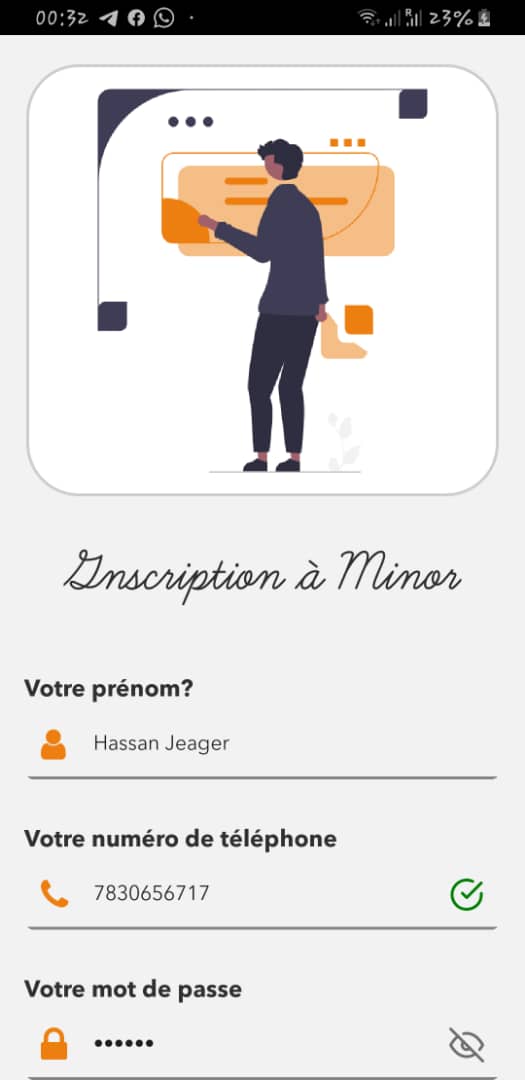 00:32
23%
Inscription à Minor
Votre prénom?
Hassan Jeager
Votre numéro de téléphone
7830656717
Votre mot de passe
••••••